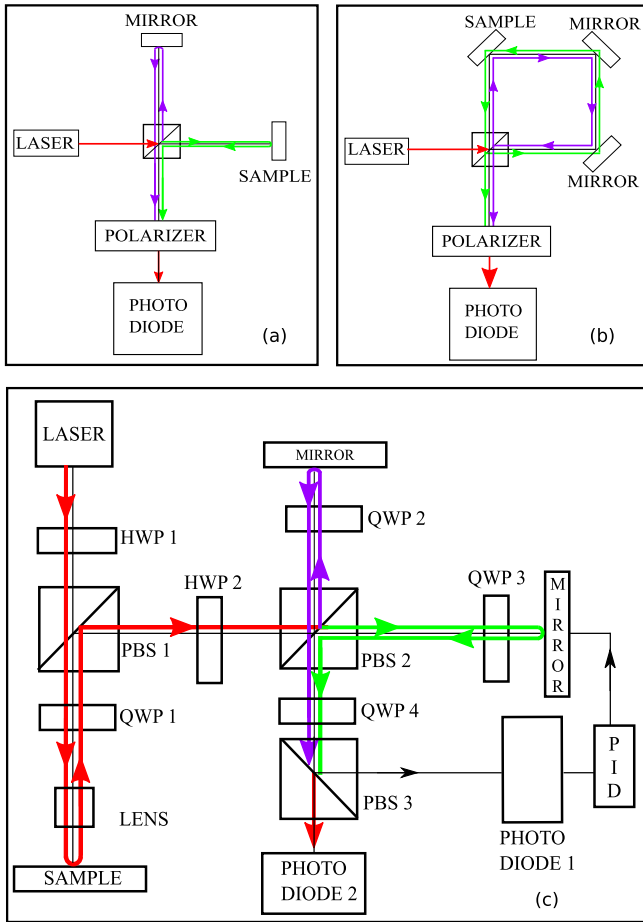 MIRROR
LASER
SAMPLE
POLARIZER
PHOTO
DIODE
(a)
SAMPLE
MIRROR
LASER
MIRROR
POLARIZER
PHOTO
DIODE
(b)
LASER
HWP 1
PBS 1
QWP 1
LENS
SAMPLE
HWP 2
MIRROR
QWP 2
PBS 2
QWP 3
MIRROR
QWP 4
PBS 3
PHOTO
DIODE 2
PHOTO
DIODE 1
PID
(c)